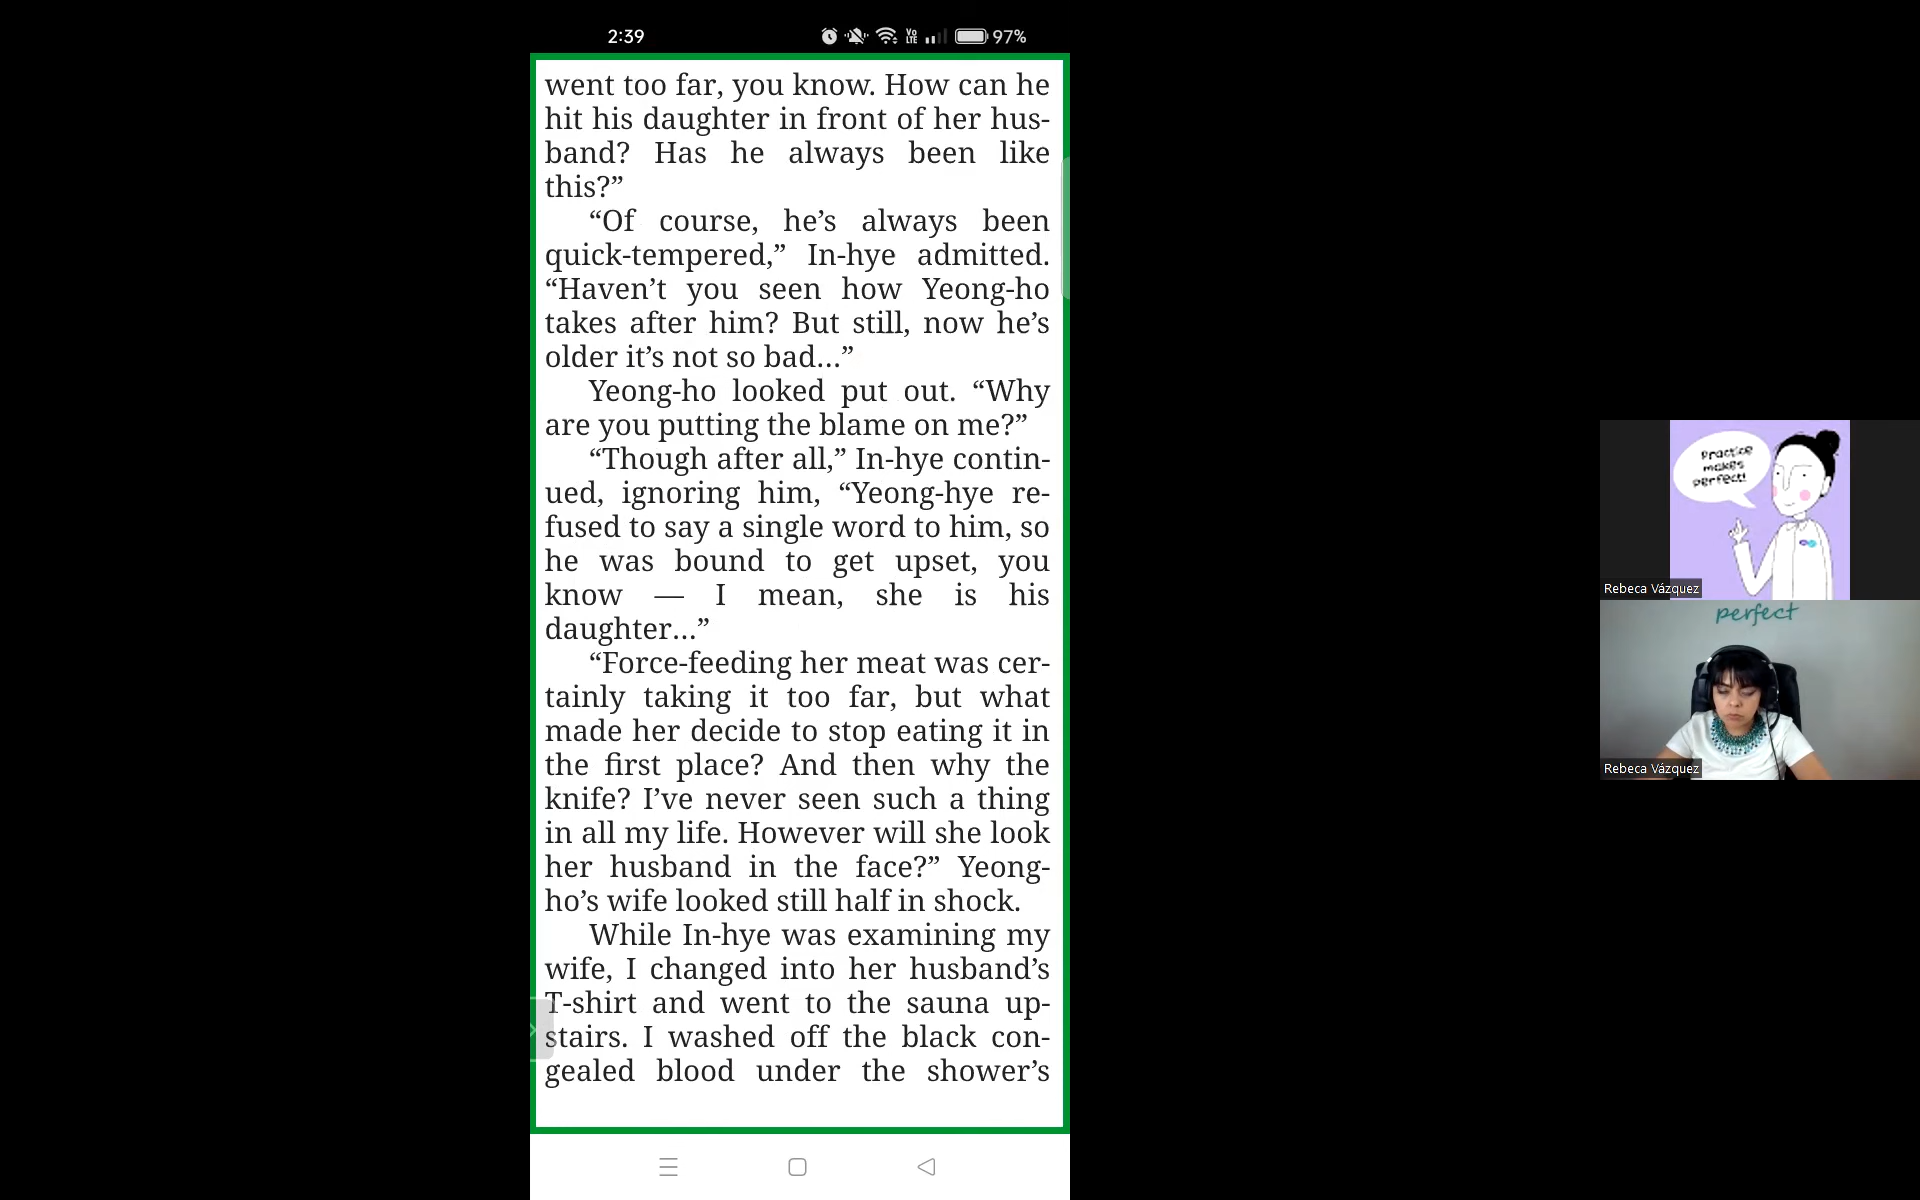 2:39
Vo
LTE
97%
went too far, you know. How can he
hit his daughter in front of her hus-
band? Has he always been like
this?”
“Of course, he’s always been
quick-tempered,” In-hye admitted.
“Haven’t you seen how Yeong-ho
takes after him? But still, now he’s
older it’s not so bad…”
Yeong-ho looked put out. “Why
are you putting the blame on me?”
“Though after all,” In-hye contin-
ued, ignoring him, “Yeong-hye re-
fused to say a single word to him, so
he was bound to get upset, you
know — I mean, she is his
daughter…”
“Force-feeding her meat was cer-
tainly taking it too far, but what
made her decide to stop eating it in
the first place? And then why the
knife? I’ve never seen such a thing
in all my life. However will she look
her husband in the face?” Yeong-
ho’s wife looked still half in shock.
While In-hye was examining my
wife, I changed into her husband’s
T-shirt and went to the sauna up-
stairs. I washed off the black con-
gealed blood under the shower’s
Practice
makes
perfect!
Rebeca Vázquez
perfect
Rebeca Vázquez